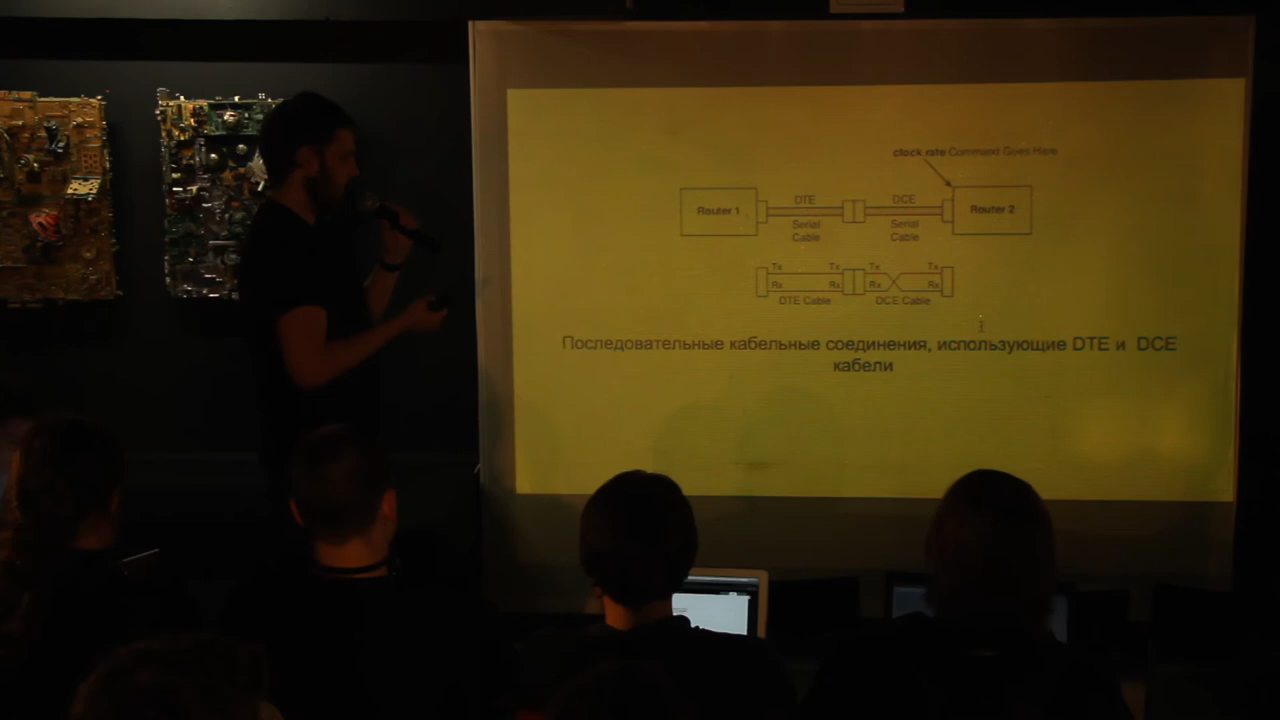 clock rate Command Goes Here
Router 1
DTE
DCE
Router 2
Serial
Cable
Serial
Cable
Tx
Tx
Tx
Tx
Rx
Rx
Rx
Rx
DTE Cable
DCE Cable
Последовательные кабельные соединения, использующие DTE и DCE
кабели